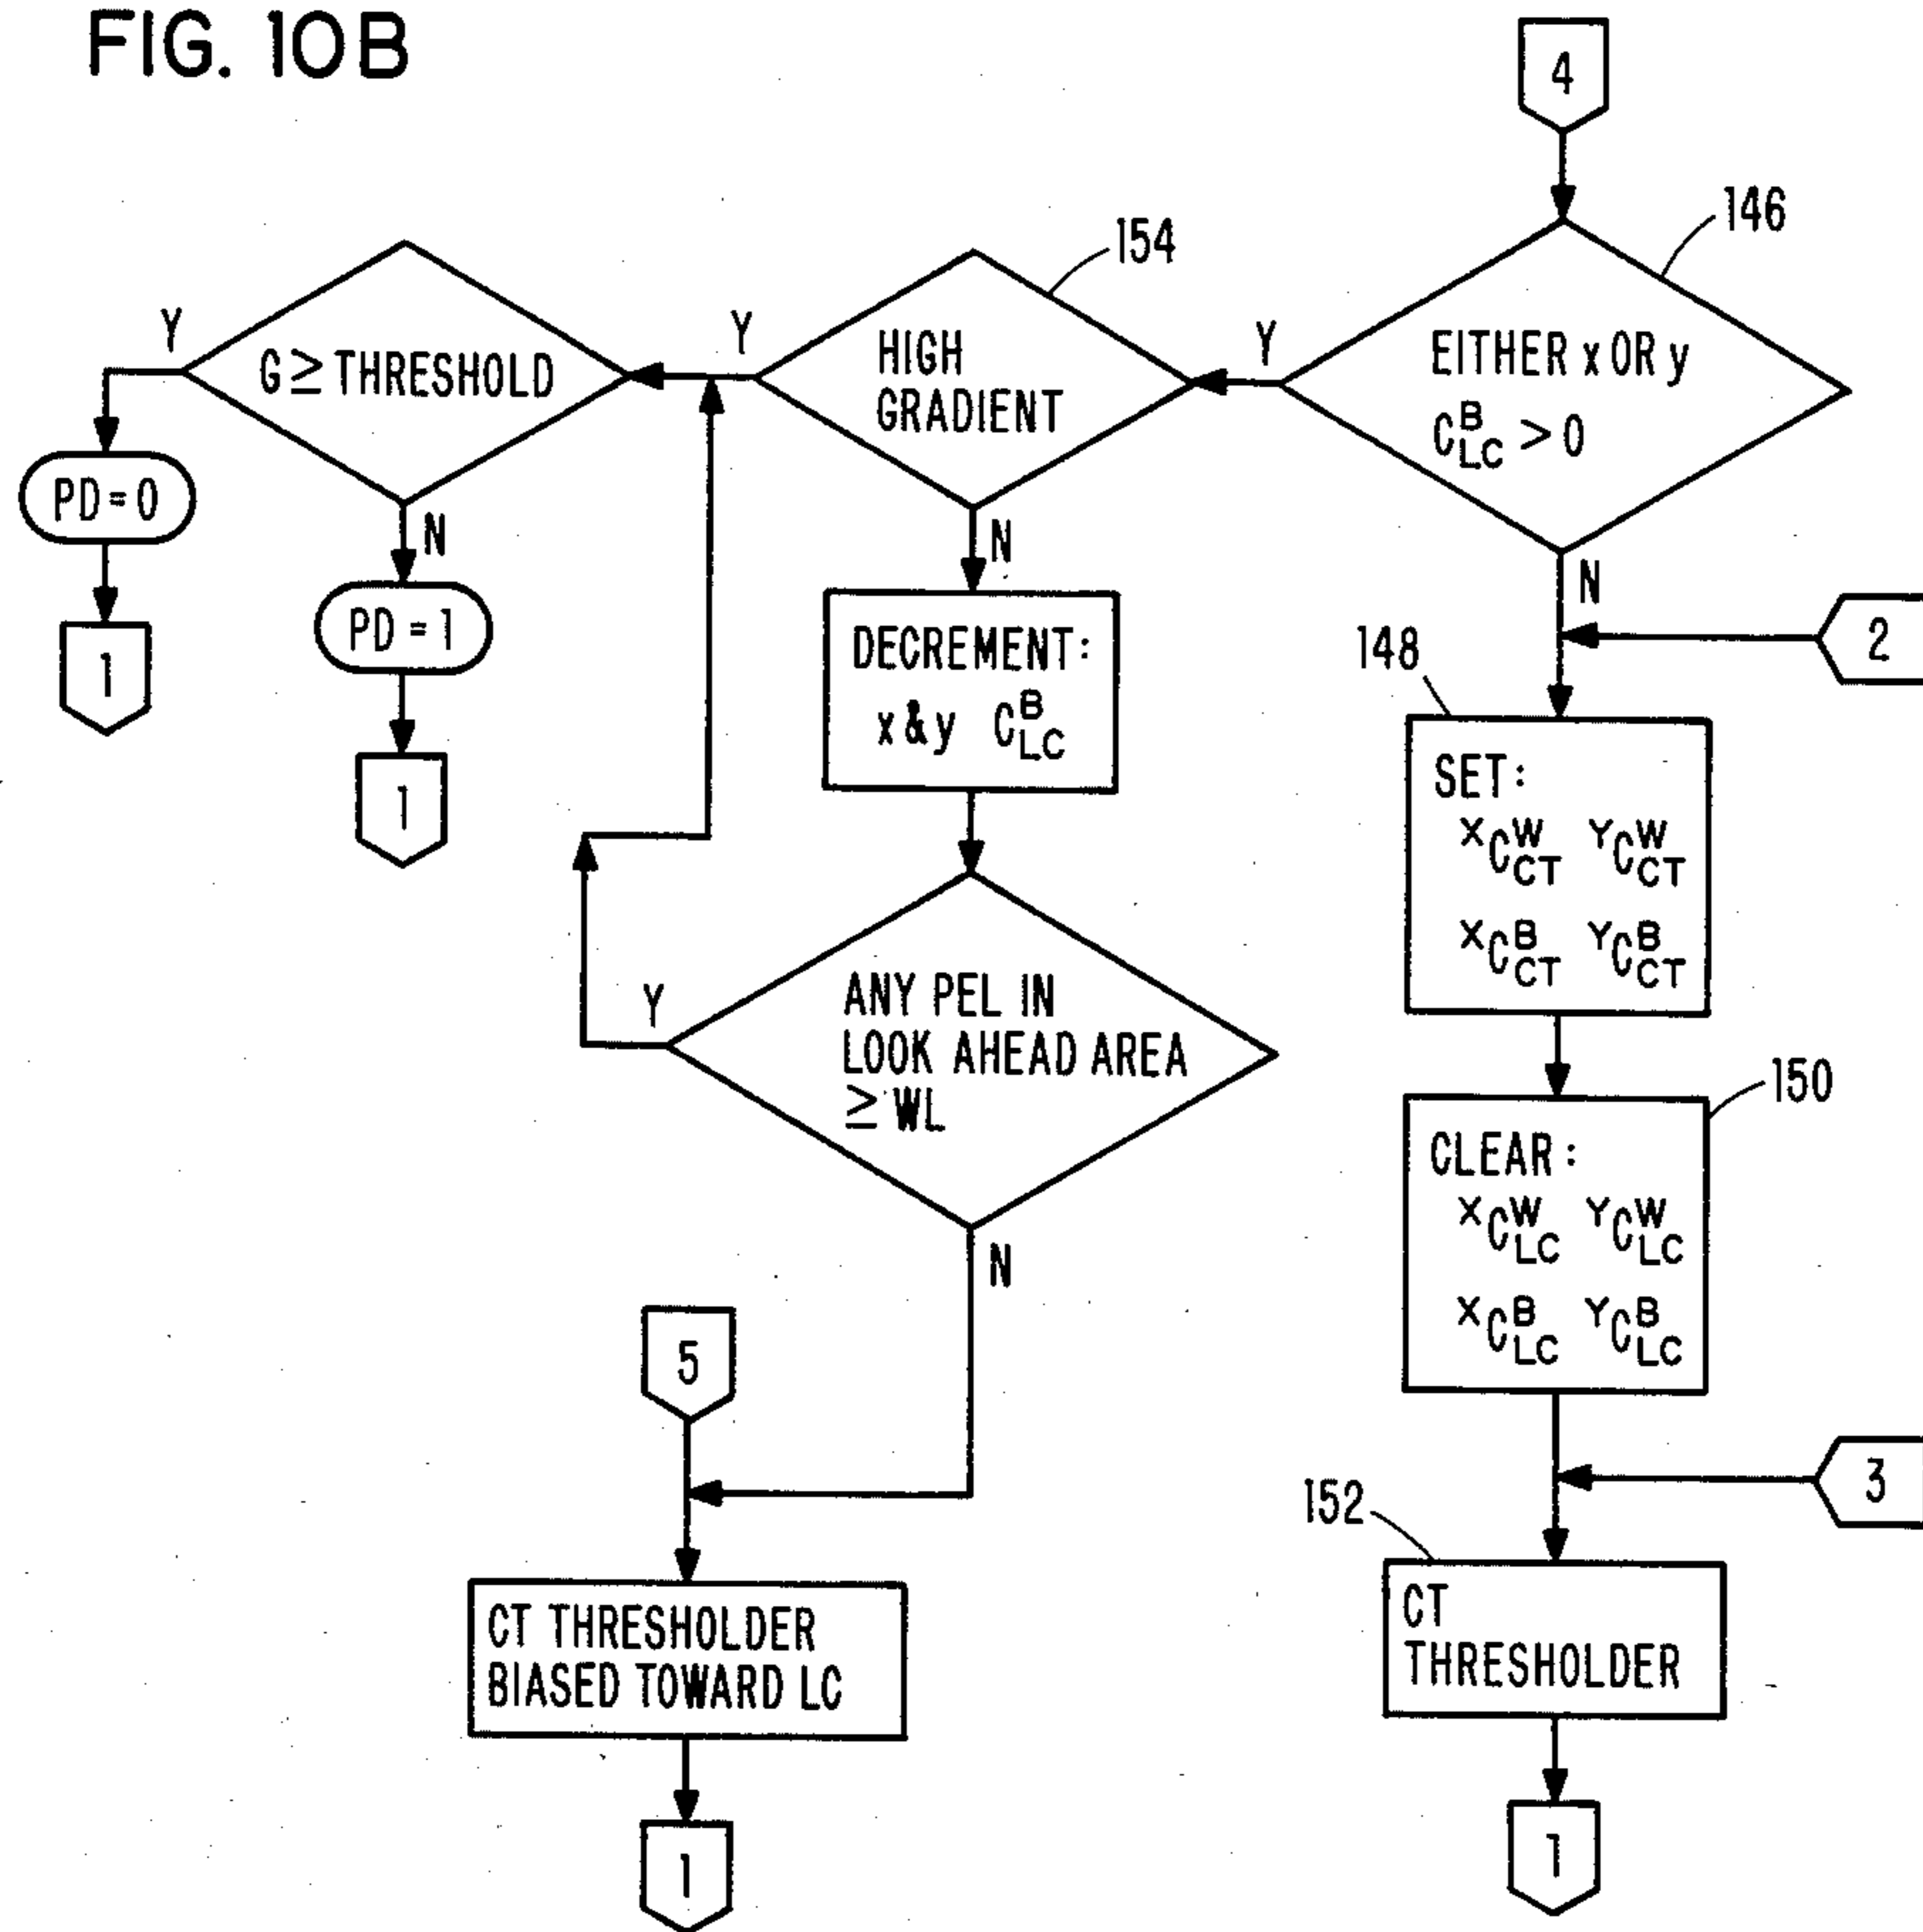 FIG. 10B
4
146
EITHER x OR y
C^B_LC > 0
Y
N
154
HIGH
GRADIENT
Y
N
G ≥ THRESHOLD
Y
N
PD = 0
1
PD = 1
1
DECREMENT:
x & y C^B_LC
ANY PEL IN
LOOK AHEAD AREA
≥ WL
Y
N
5
CT THRESHOLDER
BIASED TOWARD LC
1
2
148
SET:
^XC^W_CT ^YC^W_CT
^XC^B_CT ^YC^B_CT
150
CLEAR:
^XC^W_LC ^YC^W_LC
^XC^B_LC ^YC^B_LC
3
152
CT
THRESHOLDER
1